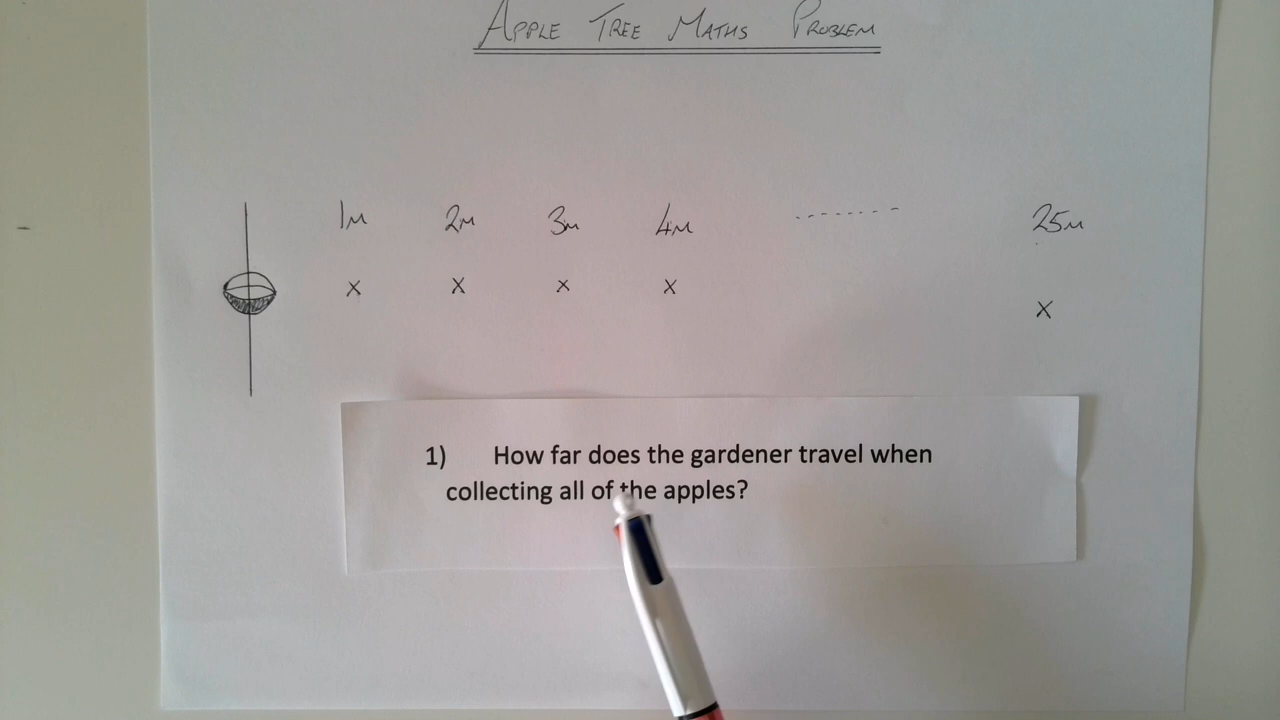 APPLE TREE MATHS PROBLEM
1M 2M 3M 4M -------- 25M
X X X X X
1) How far does the gardener travel when
collecting all of the apples?